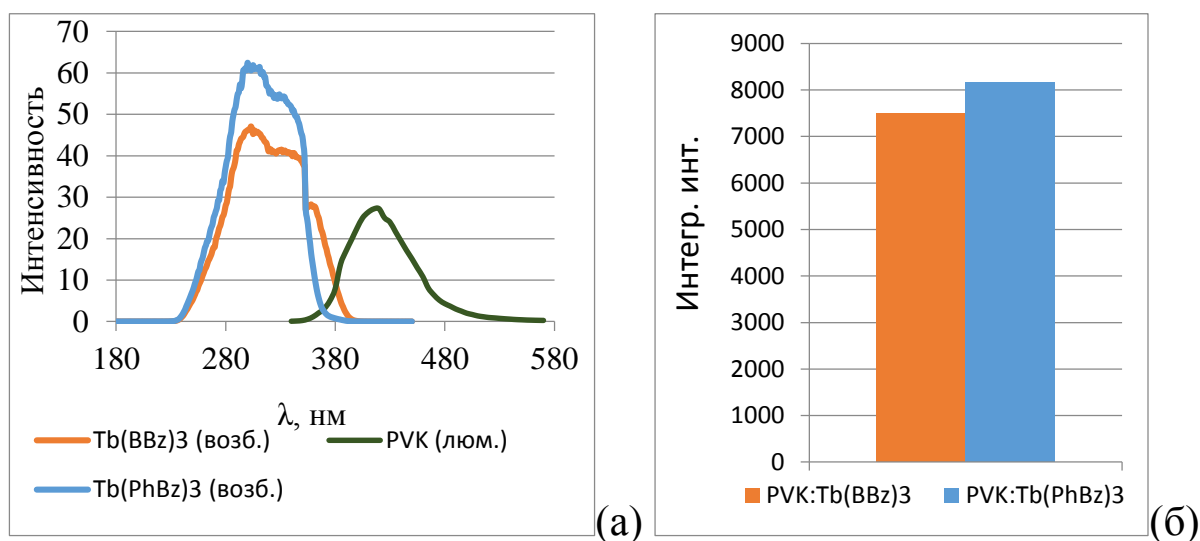 70
60
50
40
30
20
10
0
Интенсивность
180 280 380 480 580
λ, нм
Tb(BBz)3 (возб.) PVK (люм.)
Tb(PhBz)3 (возб.)
(а)
9000
8000
7000
6000
5000
4000
3000
2000
1000
0
Интегр. инт.
PVK:Tb(BBz)3 PVK:Tb(PhBz)3
(б)